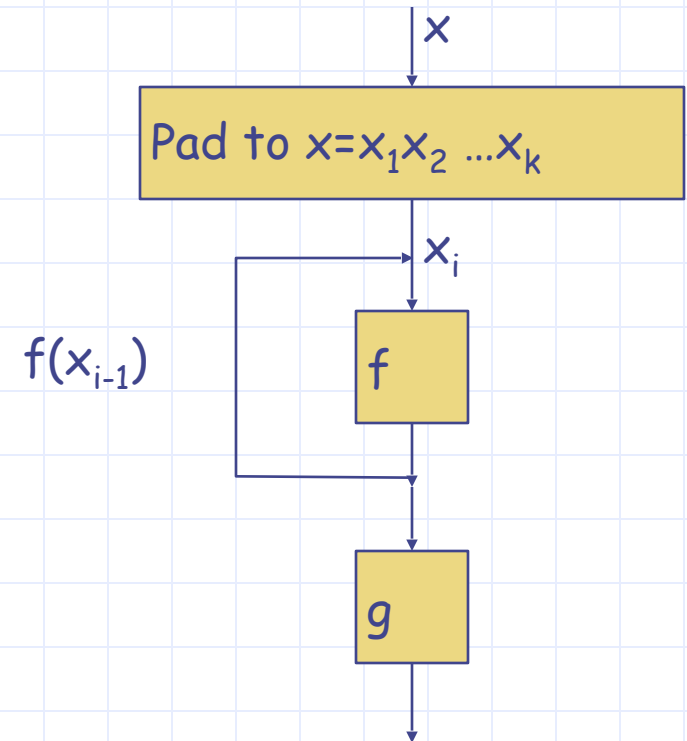 x
Pad to x=x₁x₂ ...xₖ
xᵢ
f(xᵢ₋₁)
f
g